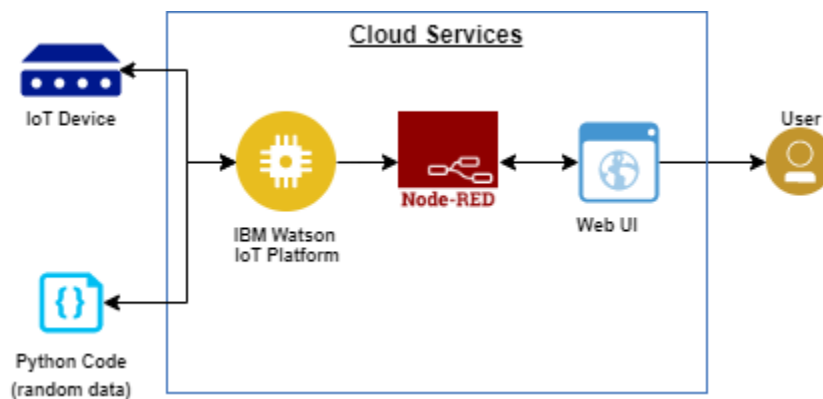 Cloud Services
IoT Device
User
Node-RED
Web UI
IBM Watson
IoT Platform
{}
Python Code
(random data)